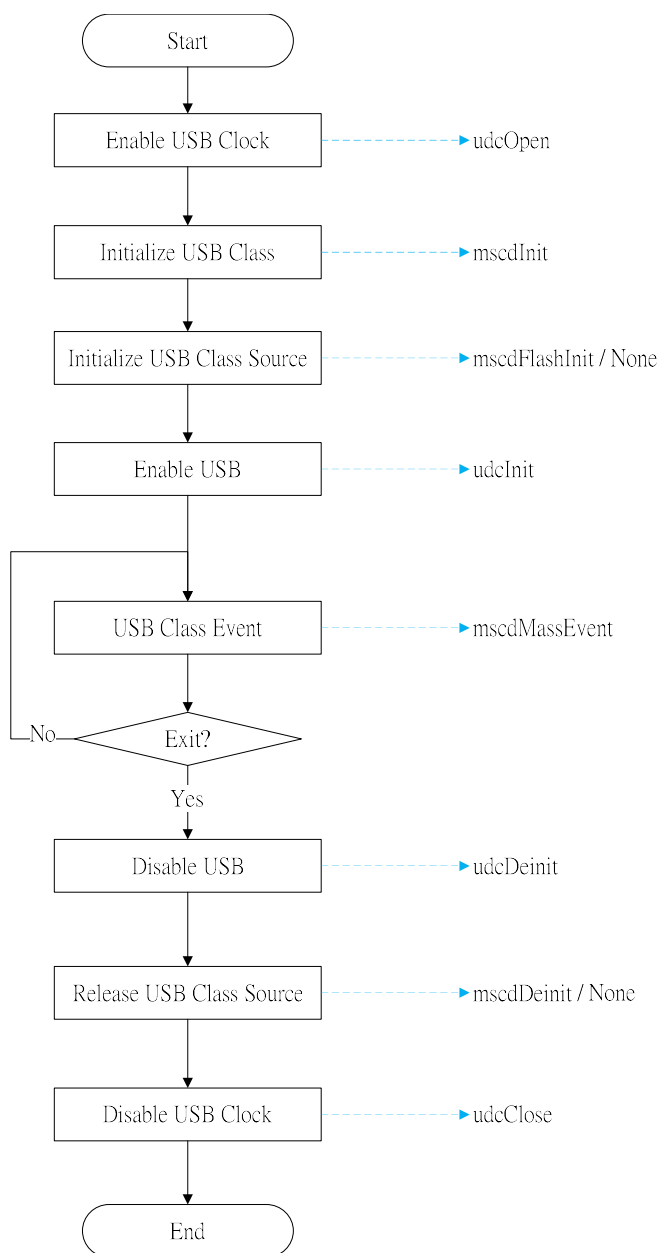 Start
Enable USB Clock
udcOpen
Initialize USB Class
mscdInit
Initialize USB Class Source
mscdFlashInit / None
Enable USB
udcInit
USB Class Event
mscdMassEvent
No
Exit?
Yes
Disable USB
udcDeinit
Release USB Class Source
mscdDeinit / None
Disable USB Clock
udcClose
End